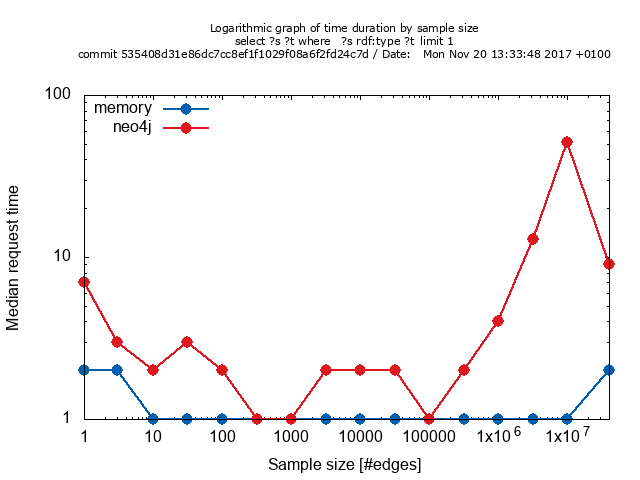 Logarithmic graph of time duration by sample size
select ?s ?t where   ?s rdf:type ?t limit 1
commit 535408d31e86dc7cc8ef1f1029f08a6f2fd24c7d / Date:   Mon Nov 20 13:33:48 2017 +0100
100
memory
neo4j
10
Median request time
1
1 10 100 1000 10000 100000 1x10^6 1x10^7
Sample size [#edges]